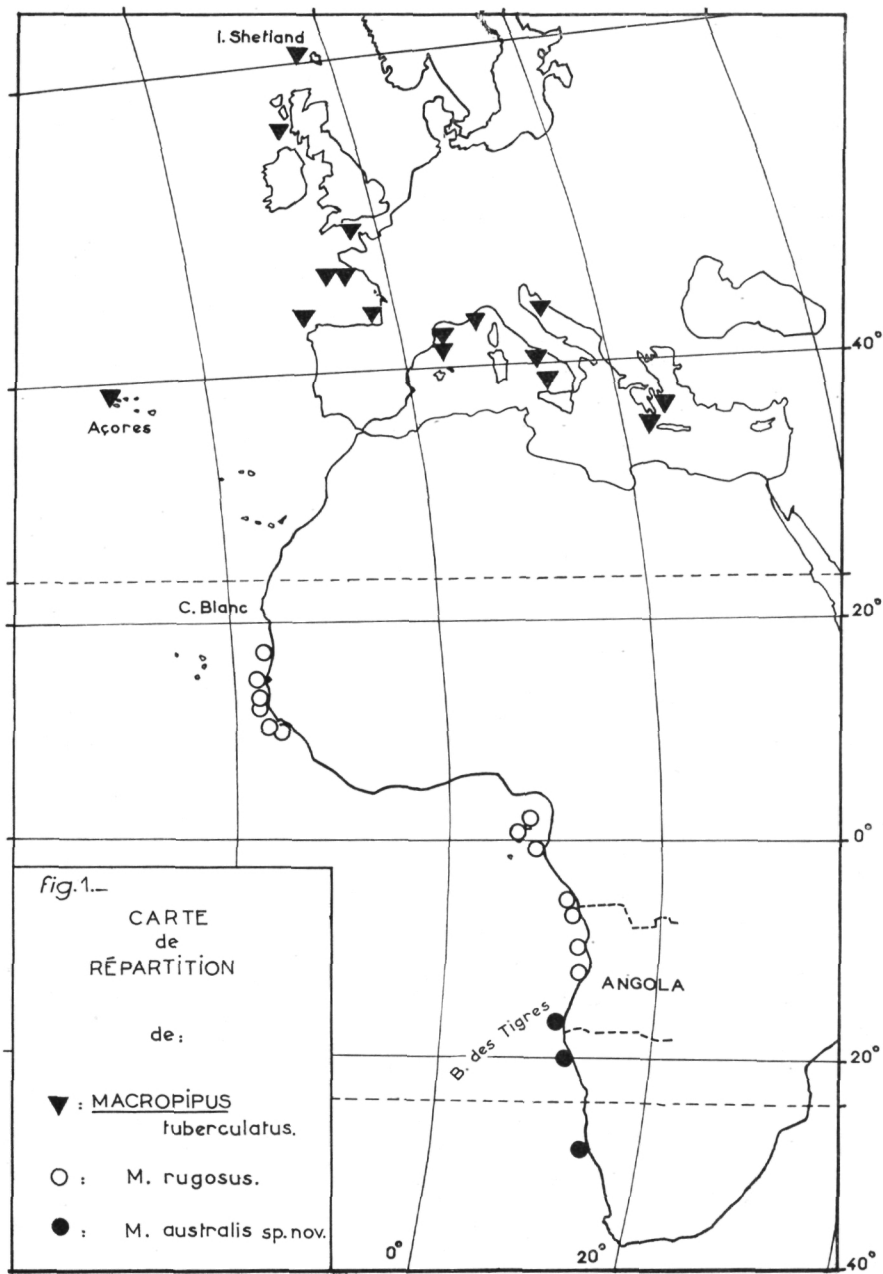 I. Shetland
40°
Açores
C. Blanc
20°
0°
fig.1._
CARTE
de
RÉPARTITION
de:
▼: MACROPIPUS
tuberculatus.
○: M. rugosus.
●: M. australis sp.nov.
ANGOLA
B. des Tigres
20°
0°
20°
40°